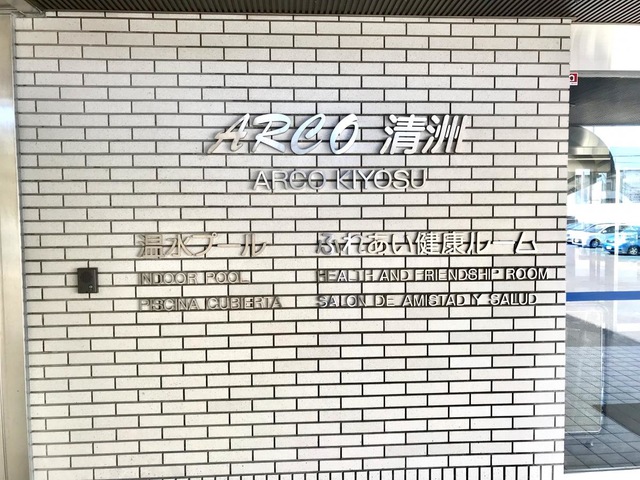 ARCO 清洲
ARCO KIYOSU
温水プール
INDOOR POOL
PISCINA CUBIERTA
ふれあい健康ルーム
HEALTH AND FRIENDSHIP ROOM
SALON DE AMISTAD Y SALUD